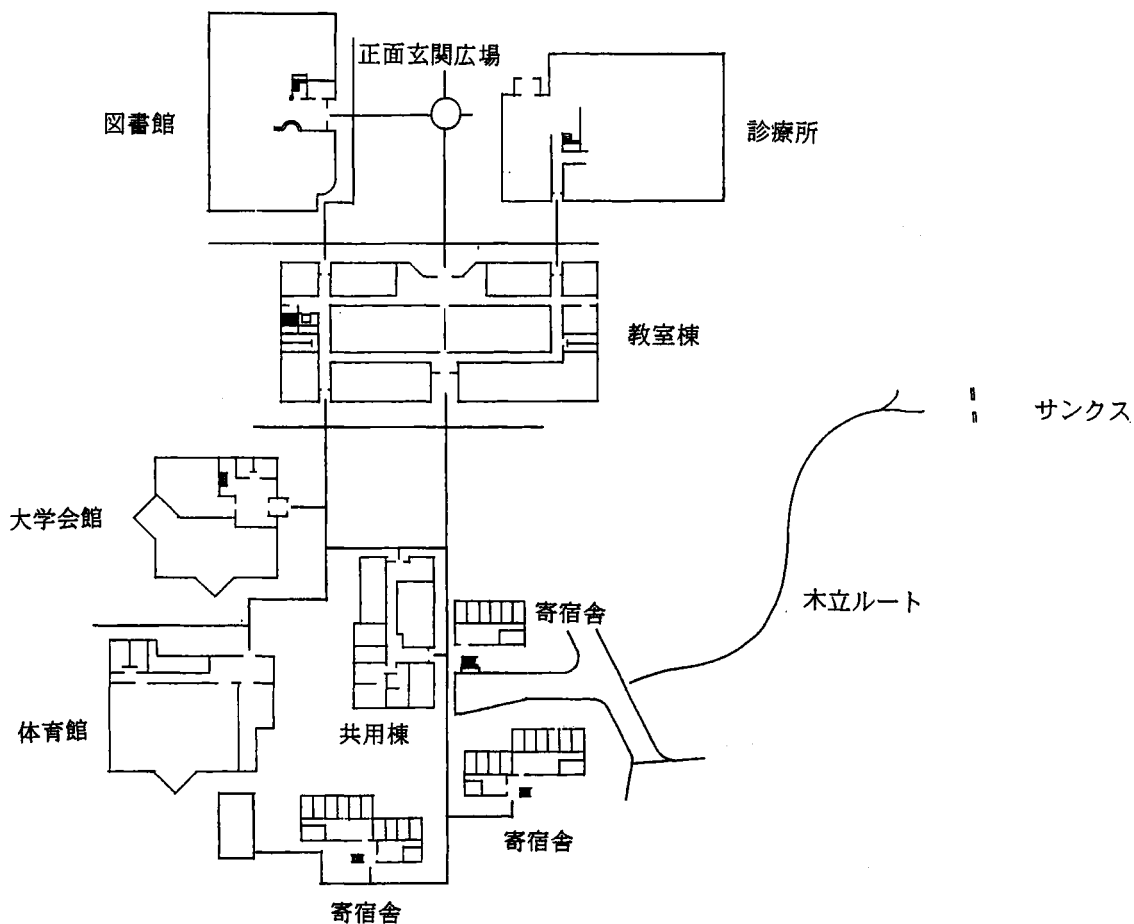 正面玄関広場
図書館
診療所
教室棟
サンクス
大学会館
木立ルート
寄宿舎
体育館
共用棟
寄宿舎
寄宿舎